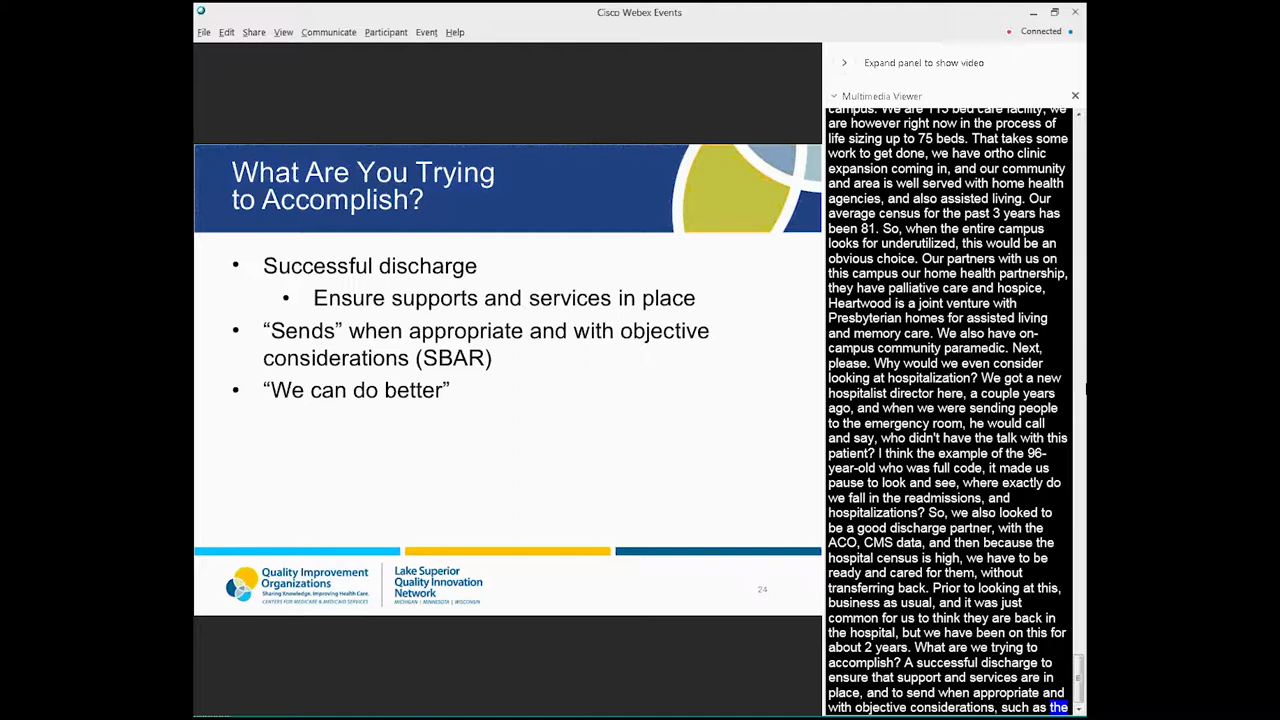 Cisco Webex Events
File Edit Share View Communicate Participant Event Help
Connected
Expand panel to show video
Multimedia Viewer
What Are You Trying
to Accomplish?
• Successful discharge
• Ensure supports and services in place
• “Sends” when appropriate and with objective
considerations (SBAR)
• “We can do better”
Quality Improvement
Organizations
Sharing Knowledge. Improving Health Care.
CENTERS FOR MEDICARE & MEDICAID SERVICES
Lake Superior
Quality Innovation
Network
MICHIGAN | MINNESOTA | WISCONSIN
24
campus. We are 113 bed care facility, we
are however right now in the process of
life sizing up to 75 beds. That takes some
work to get done, we have ortho clinic
expansion coming in, and our community
and area is well served with home health
agencies, and also assisted living. Our
average census for the past 3 years has
been 81. So, when the entire campus
looks for underutilized, this would be an
obvious choice. Our partners with us on
this campus our home health partnership,
they have palliative care and hospice,
Heartwood is a joint venture with
Presbyterian homes for assisted living
and memory care. We also have on-
campus community paramedic. Next,
please. Why would we even consider
looking at hospitalization? We got a new
hospitalist director here, a couple years
ago, and when we were sending people
to the emergency room, he would call
and say, who didn't have the talk with this
patient? I think the example of the 96-
year-old who was full code, it made us
pause to look and see, where exactly do
we fall in the readmissions, and
hospitalizations? So, we also looked to
be a good discharge partner, with the
ACO, CMS data, and then because the
hospital census is high, we have to be
ready and cared for them, without
transferring back. Prior to looking at this,
business as usual, and it was just
common for us to think they are back in
the hospital, but we have been on this for
about 2 years. What are we trying to
accomplish? A successful discharge to
ensure that support and services are in
place, and to send when appropriate and
with objective considerations, such as the